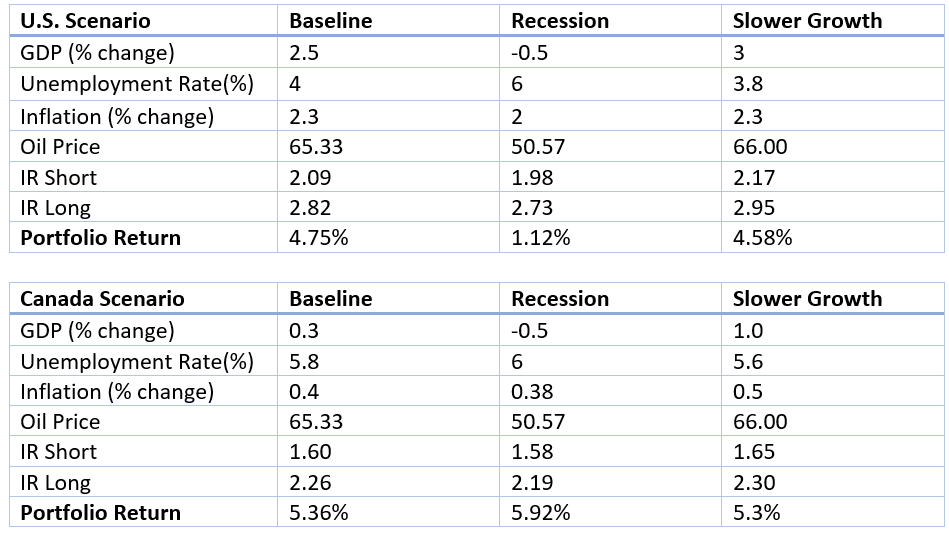 U.S. Scenario Baseline Recession Slower Growth
GDP (% change) 2.5 -0.5 3
Unemployment Rate(%) 4 6 3.8
Inflation (% change) 2.3 2 2.3
Oil Price 65.33 50.57 66.00
IR Short 2.09 1.98 2.17
IR Long 2.82 2.73 2.95
Portfolio Return 4.75% 1.12% 4.58%
Canada Scenario Baseline Recession Slower Growth
GDP (% change) 0.3 -0.5 1.0
Unemployment Rate(%) 5.8 6 5.6
Inflation (% change) 0.4 0.38 0.5
Oil Price 65.33 50.57 66.00
IR Short 1.60 1.58 1.65
IR Long 2.26 2.19 2.30
Portfolio Return 5.36% 5.92% 5.3%